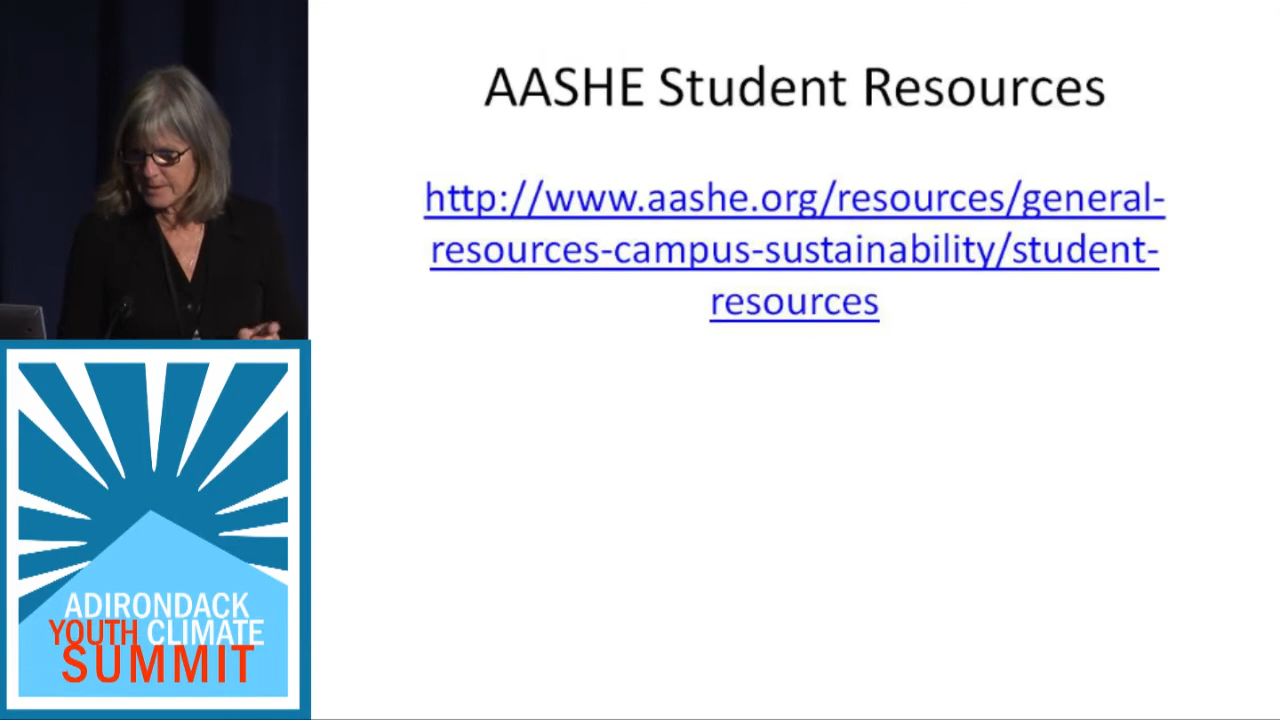 AASHE Student Resources
http://www.aashe.org/resources/general-
resources-campus-sustainability/student-
resources
ADIRONDACK
YOUTH CLIMATE
SUMMIT